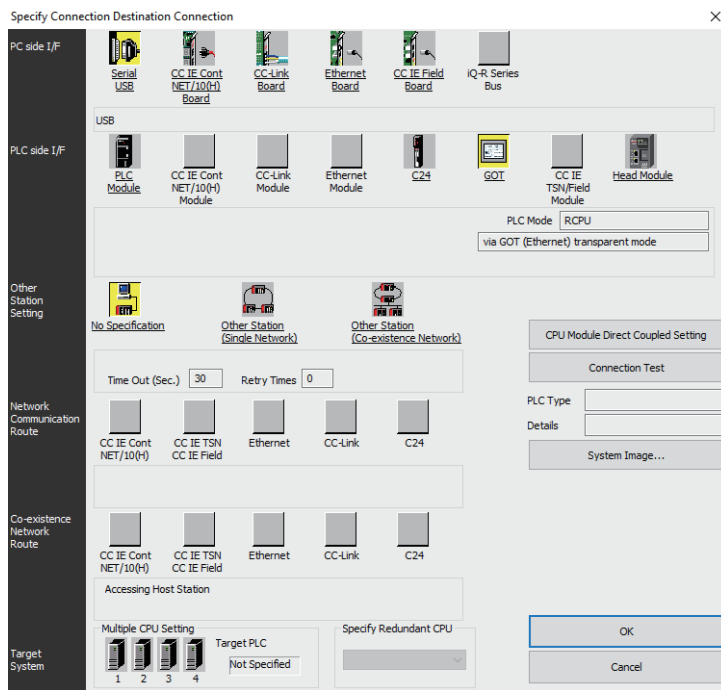 Specify Connection Destination Connection
PC side I/F
Serial
USB
CC IE Cont
NET/10(H)
Board
CC-Link
Board
Ethernet
Board
CC IE Field
Board
iQ-R Series
Bus
USB
PLC side I/F
PLC
Module
CC IE Cont
NET/10(H)
Module
CC-Link
Module
Ethernet
Module
C24
GOT
CC IE
TSN/Field
Module
Head Module
PLC Mode RCPU
via GOT (Ethernet) transparent mode
Other
Station
Setting
No Specification
Other Station
(Single Network)
Other Station
(Co-existence Network)
CPU Module Direct Coupled Setting
Connection Test
Time Out (Sec.) 30 Retry Times 0
PLC Type
Details
System Image...
Network
Communication
Route
CC IE Cont
NET/10(H)
CC IE TSN
CC IE Field
Ethernet
CC-Link
C24
Co-existence
Network
Route
CC IE Cont
NET/10(H)
CC IE TSN
CC IE Field
Ethernet
CC-Link
C24
Accessing Host Station
Target
System
Multiple CPU Setting
1 2 3 4
Target PLC
Not Specified
Specify Redundant CPU
OK
Cancel